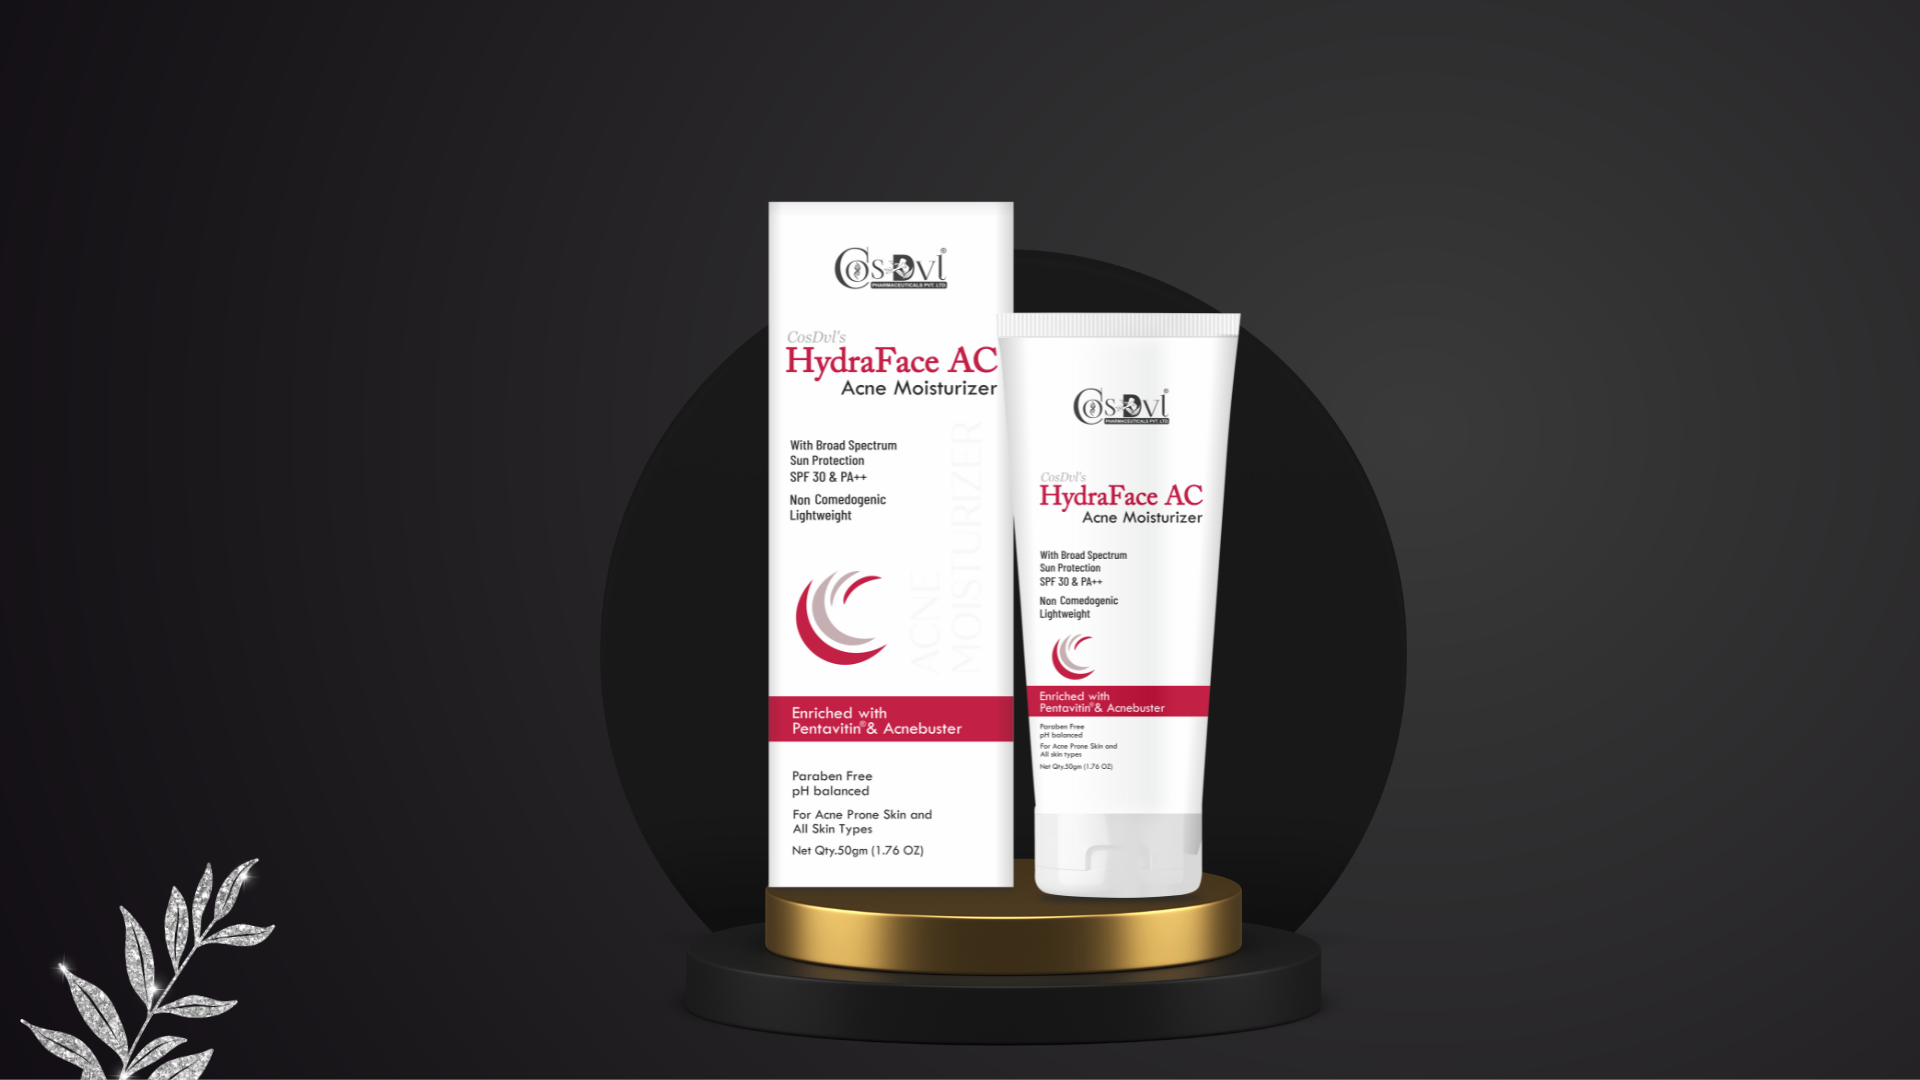 CosDvl®
PHARMACEUTICALS PVT. LTD
CosDvl's
HydraFace AC
Acne Moisturizer
With Broad Spectrum
Sun Protection
SPF 30 & PA++
Non Comedogenic
Lightweight
ACNE
MOISTURIZER
Enriched with
Pentavitin®& Acnebuster
Paraben Free
pH balanced
For Acne Prone Skin and
All Skin Types
Net Qty.50gm (1.76 OZ)
CosDvl®
PHARMACEUTICALS PVT. LTD
CosDvl's
HydraFace AC
Acne Moisturizer
With Broad Spectrum
Sun Protection
SPF 30 & PA++
Non Comedogenic
Lightweight
Enriched with
Pentavitin®& Acnebuster
Paraben Free
pH balanced
For Acne Prone Skin and
All skin types
Net Qty.50gm (1.76 OZ)